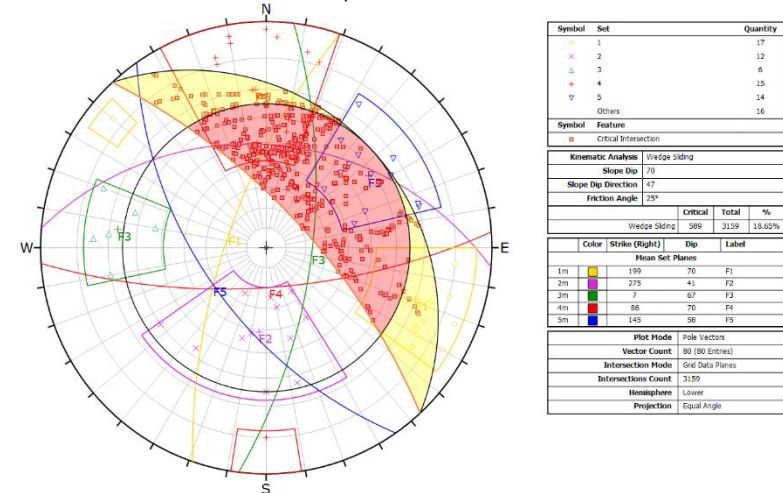 N
W
E
S
F1
F3
F5
F3
F5
F4
F1
F2
Symbol Set Quantity
1 17
2 12
3 6
4 15
5 14
Others 16
Symbol Feature
Critical Intersection
Kinematic Analysis Wedge Sliding
Slope Dip 70
Slope Dip Direction 47
Friction Angle 25°
Critical Total %
Wedge Sliding 589 3159 18.65%
Color Strike (Right) Dip Label
Mean Set Planes
1m 199 70 F1
2m 275 41 F2
3m 7 67 F3
4m 86 70 F4
5m 145 58 F5
Plot Mode Pole Vectors
Vector Count 80 (80 Entries)
Intersection Mode Grid Data Planes
Intersections Count 3159
Hemisphere Lower
Projection Equal Angle